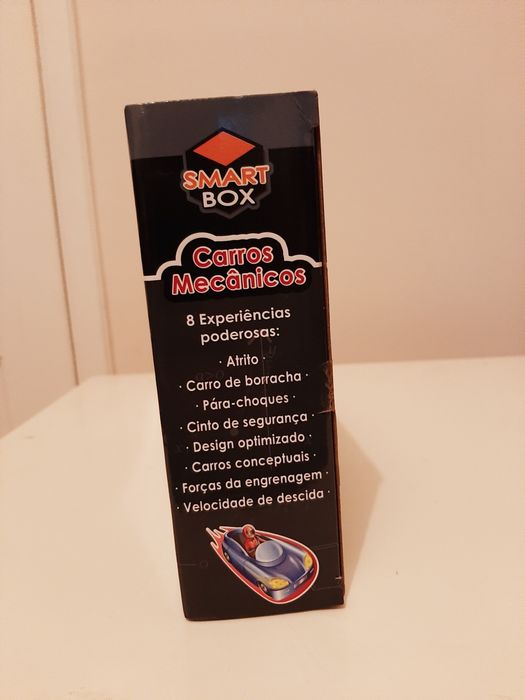 SMART
BOX
Carros
Mecânicos
8 Experiências
poderosas:
· Atrito ·
· Carro de borracha ·
· Pára-choques ·
· Cinto de segurança ·
· Design optimizado ·
· Carros conceptuais ·
· Forças da engrenagem ·
· Velocidade de descida ·